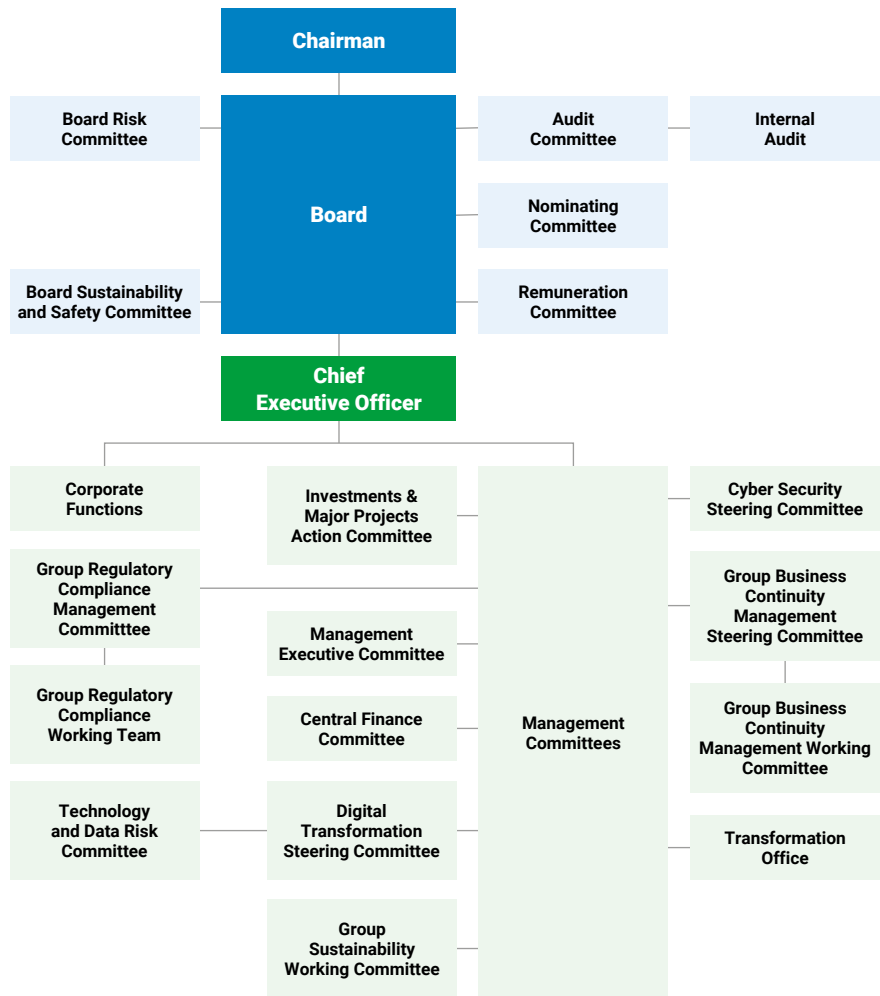 Chairman
Board Risk
Committee
Board
Audit
Committee
Internal
Audit
Nominating
Committee
Board Sustainability
and Safety Committee
Remuneration
Committee
Chief
Executive Officer
Corporate
Functions
Investments &
Major Projects
Action Committee
Management
Committees
Cyber Security
Steering Committee
Group Regulatory
Compliance
Management
Committtee
Group Business
Continuity
Management
Steering Committee
Management
Executive Committee
Group Regulatory
Compliance
Working Team
Central Finance
Committee
Group Business
Continuity
Management Working
Committee
Technology
and Data Risk
Committee
Digital
Transformation
Steering Committee
Transformation
Office
Group
Sustainability
Working Committee